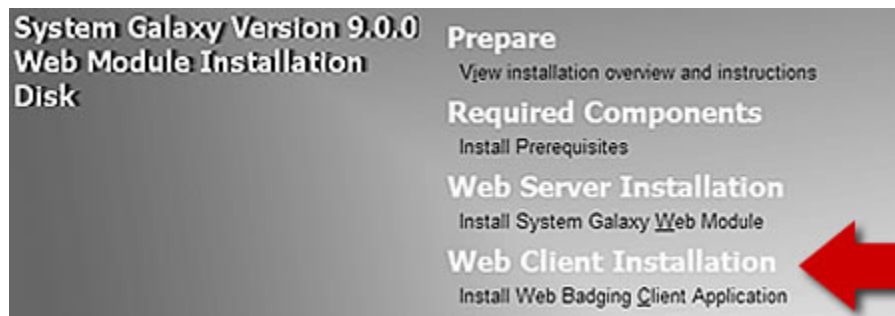 System Galaxy Version 9.0.0
Web Module Installation
Disk
Prepare
View installation overview and instructions
Required Components
Install Prerequisites
Web Server Installation
Install System Galaxy Web Module
Web Client Installation
Install Web Badging Client Application